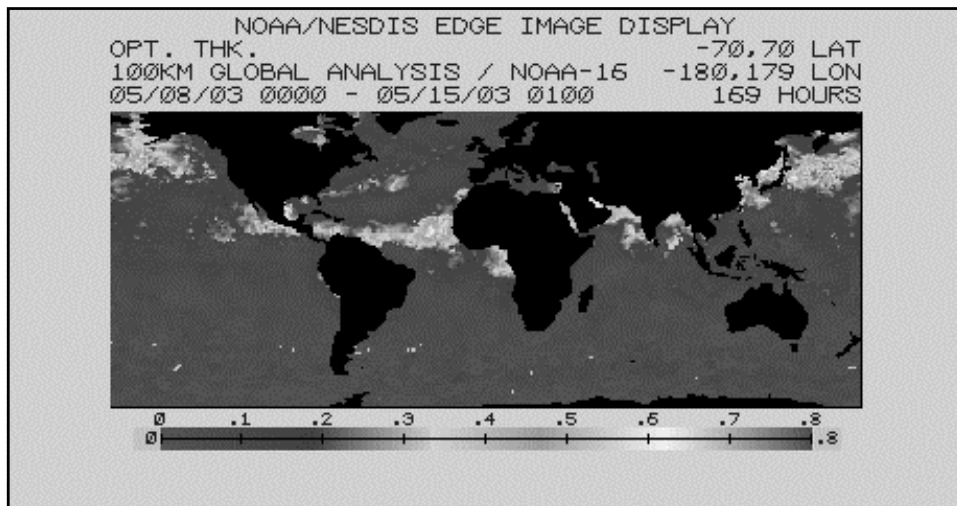 NOAA/NESDIS EDGE IMAGE DISPLAY
OPT. THK. -70,70 LAT
100KM GLOBAL ANALYSIS / NOAA-16 -180,179 LON
05/08/03 0000 - 05/15/03 0100 169 HOURS
0 .1 .2 .3 .4 .5 .6 .7 .8
0 .8